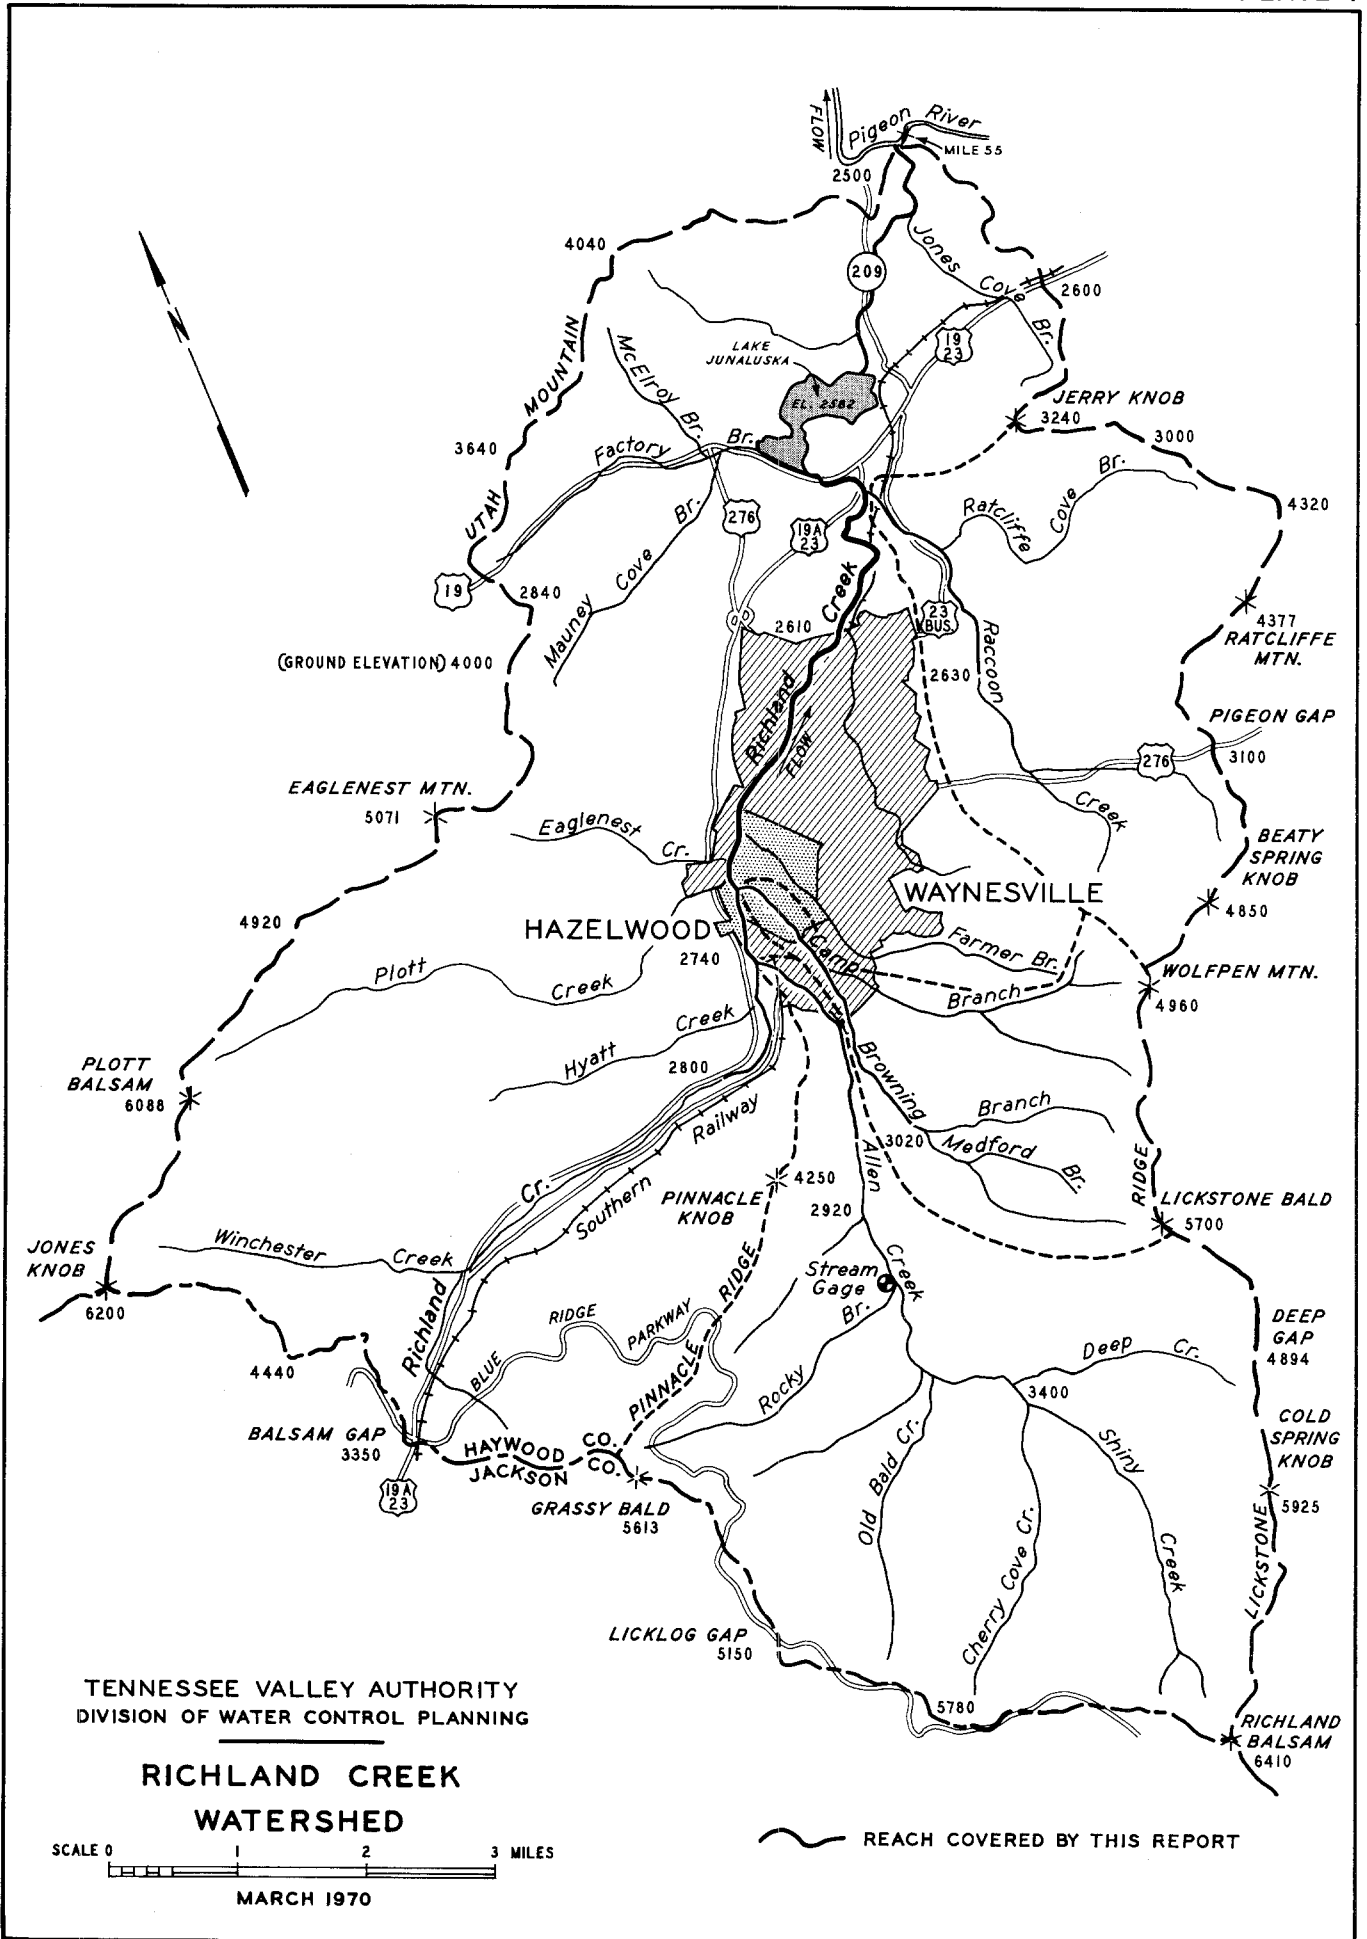 FLOW
Pigeon River
MILE 55
2500
4040
Jones Cove Br.
209
2600
19
23
LAKE
JUNALUSKA
EL. 2582
McElroy Br.
UTAH MOUNTAIN
JERRY KNOB
3240
3000
3640
Factory Br.
276
19A
23
Ratcliffe Cove Br.
4320
19
2840
Mauney Cove Br.
Richland Creek
FLOW
2610
23
BUS.
Raccoon Creek
4377
RATCLIFFE
MTN.
(GROUND ELEVATION) 4000
2630
PIGEON GAP
3100
276
EAGLENEST MTN.
5071
Eaglenest Cr.
BEATY
SPRING
KNOB
4850
WAYNESVILLE
4920
HAZELWOOD
2740
Camp Branch
Farmer Br.
Plott Creek
WOLFPEN MTN.
4960
Hyatt Creek
2800
PLOTT
BALSAM
6088
Browning Branch
Southern Railway
3020
Medford Br.
Allen Creek
4250
PINNACLE
KNOB
2920
LICKSTONE BALD
5700
LICKSTONE RIDGE
JONES
KNOB
6200
Winchester Creek
Richland Cr.
Stream
Gage
PINNACLE RIDGE
BLUE RIDGE PARKWAY
Rocky Br.
DEEP
GAP
4894
Deep Cr.
3400
4440
BALSAM GAP
3350
19A
23
HAYWOOD CO.
JACKSON CO.
GRASSY BALD
5613
Old Bald Cr.
Cherry Cove Cr.
Shiny Creek
COLD
SPRING
KNOB
5925
LICKLOG GAP
5150
5780
RICHLAND
BALSAM
6410
TENNESSEE VALLEY AUTHORITY
DIVISION OF WATER CONTROL PLANNING
RICHLAND CREEK
WATERSHED
SCALE 0 1 2 3 MILES
MARCH 1970
REACH COVERED BY THIS REPORT
N